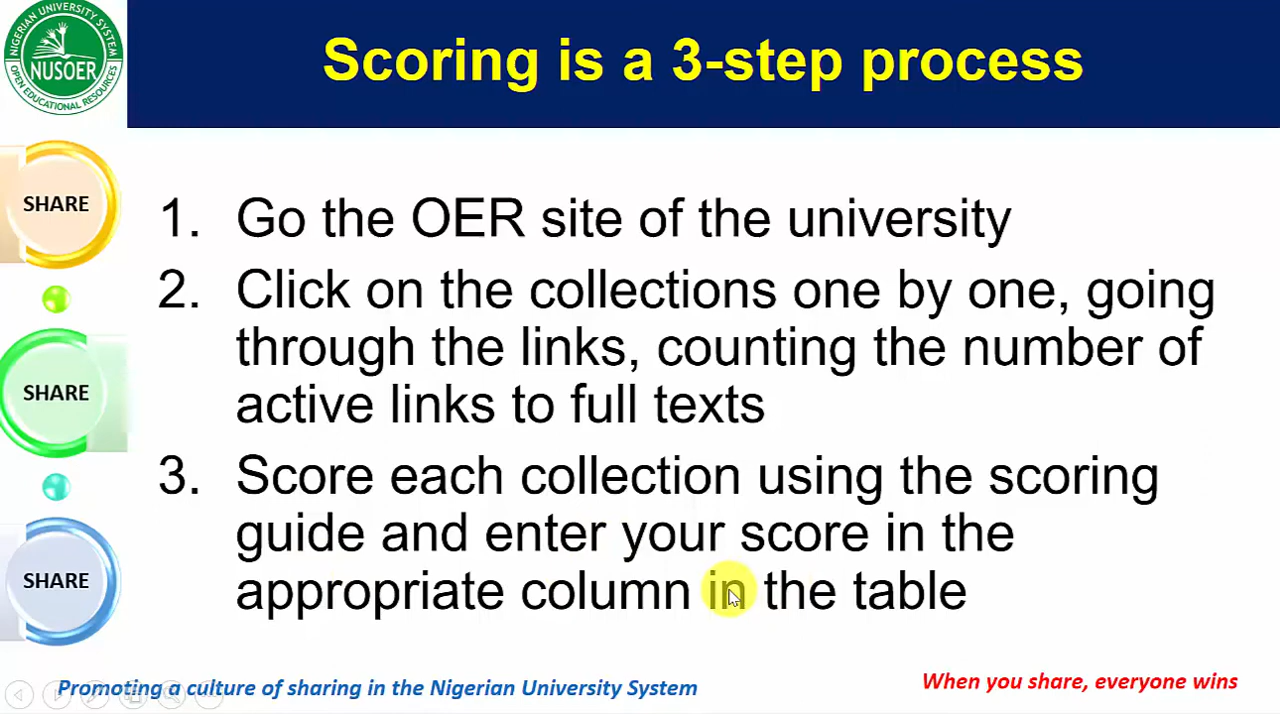 NIGERIAN UNIVERSITY SYSTEM
NUSOER
OPEN EDUCATIONAL RESOURCES
Scoring is a 3-step process
SHARE
SHARE
SHARE
1. Go the OER site of the university
2. Click on the collections one by one, going
through the links, counting the number of
active links to full texts
3. Score each collection using the scoring
guide and enter your score in the
appropriate column in the table
Promoting a culture of sharing in the Nigerian University System
When you share, everyone wins